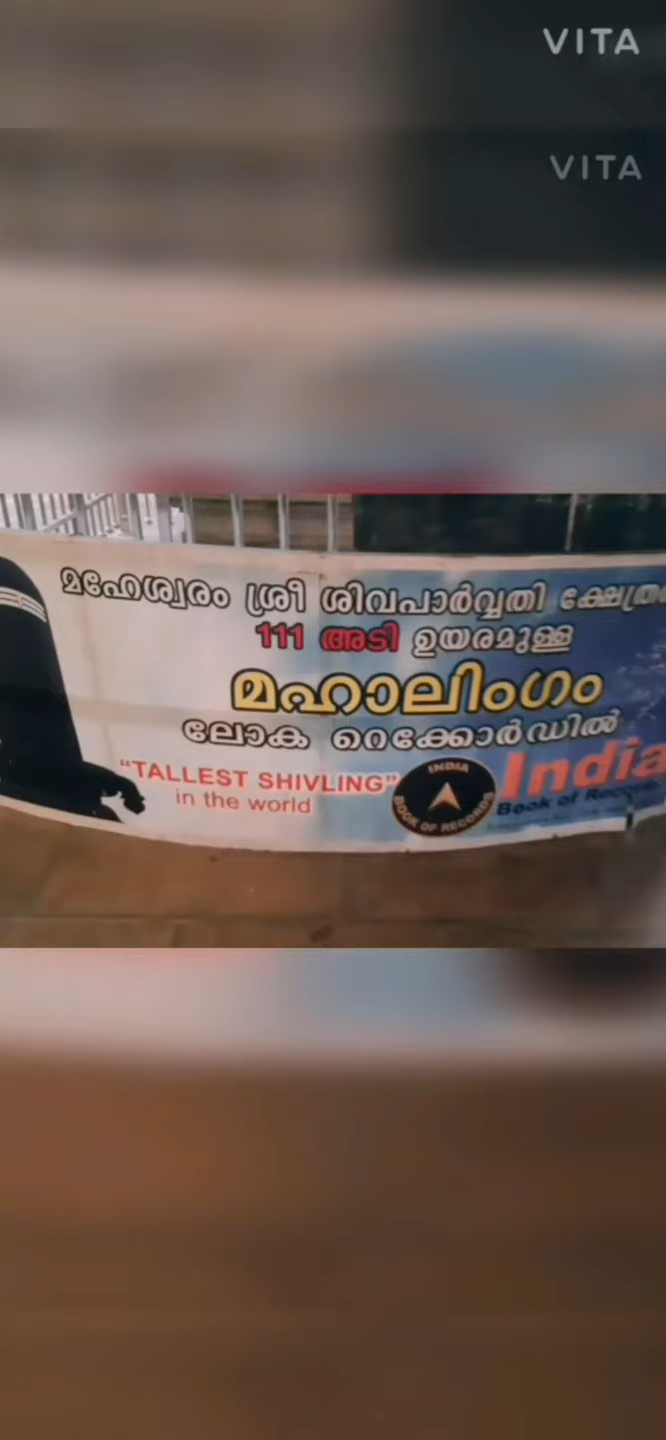 VITA
VITA
മഹേശ്വരം ശ്രീ ശിവപാർവ്വതി
111 അടി ഉയരമുള്ള
മഹാലിംഗം
ലോക റെക്കോർഡിൽ
"TALLEST SHIVLING"
in the world
INDIA
BOOK OF RECORDS
India
Book of